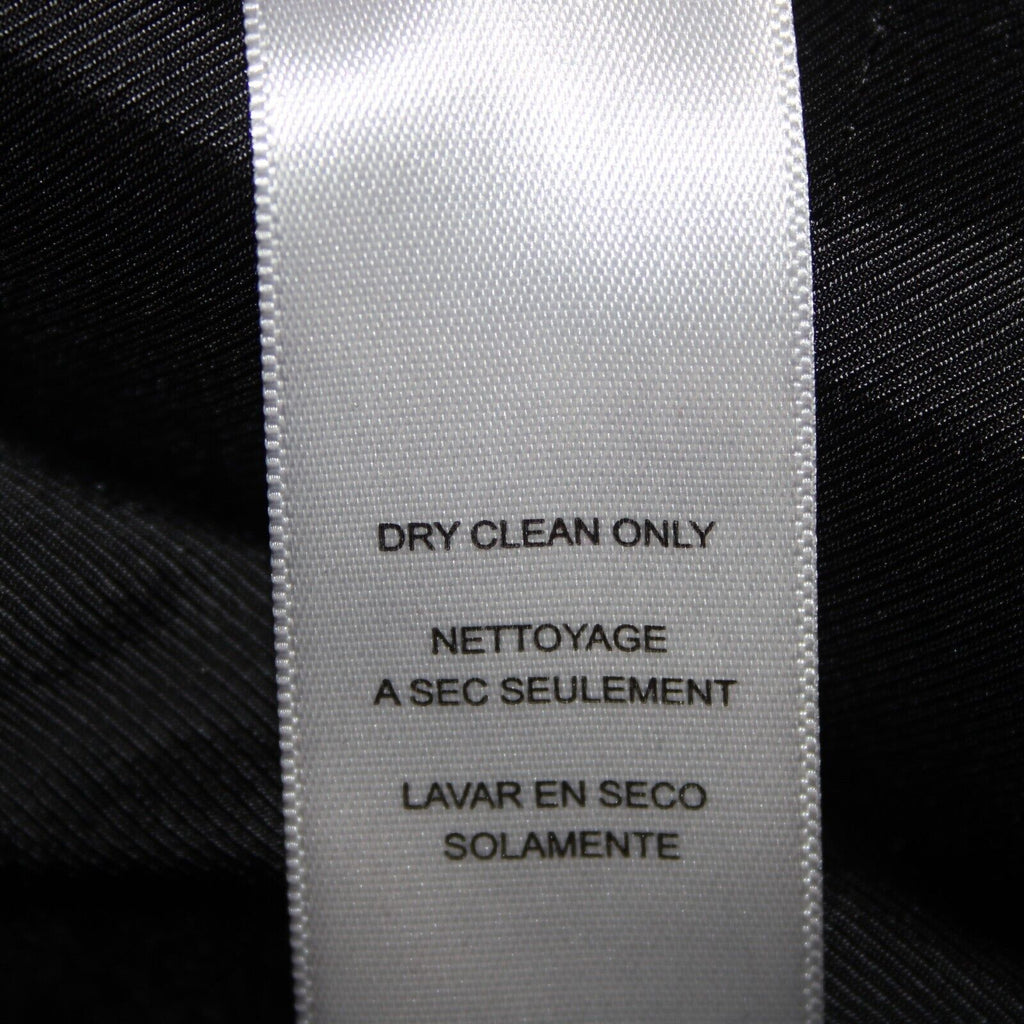 DRY CLEAN ONLY
NETTOYAGE
A SEC SEULEMENT
LAVAR EN SECO
SOLAMENTE